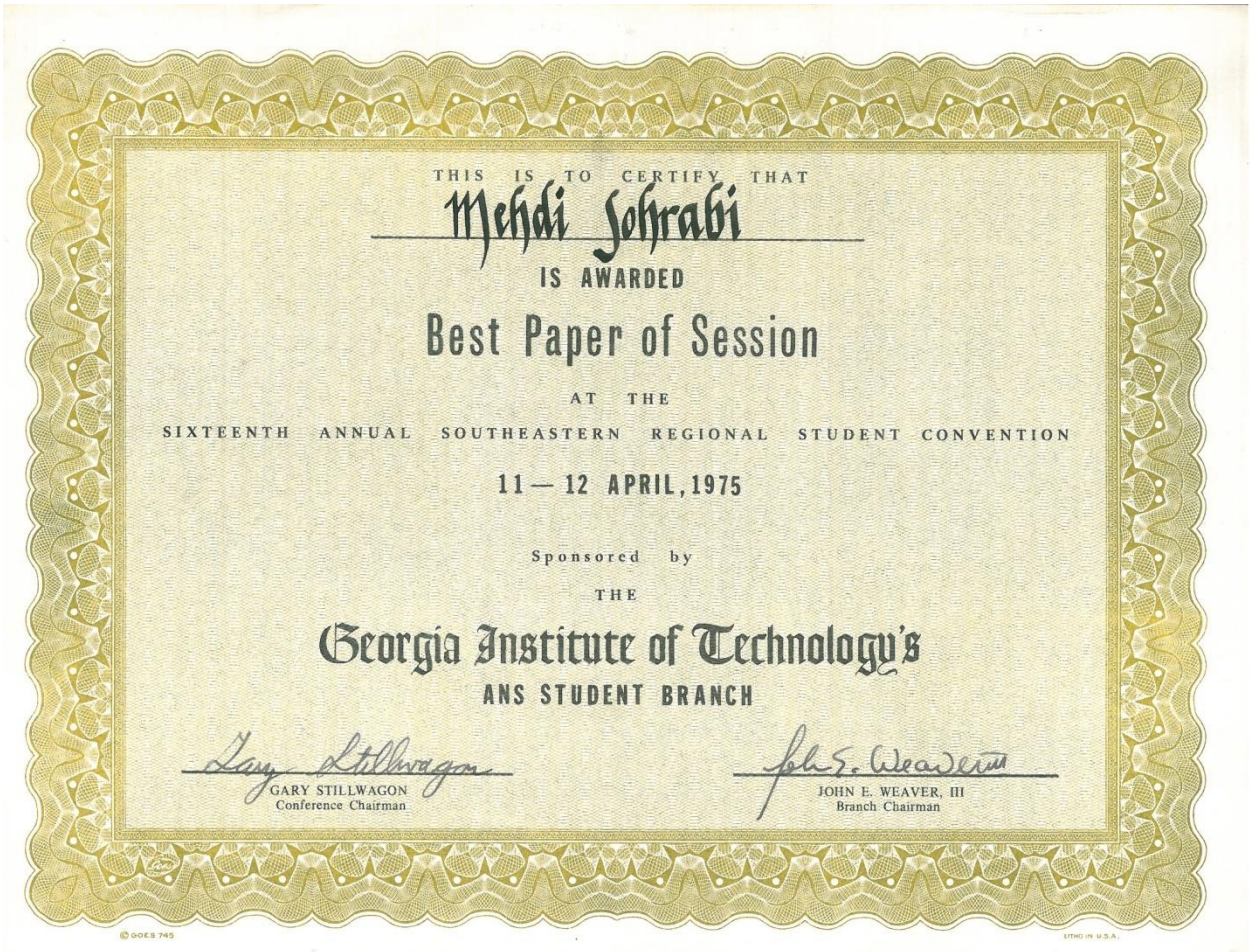 THIS IS TO CERTIFY THAT
Mehdi Sohrabi
IS AWARDED
Best Paper of Session
AT THE
SIXTEENTH ANNUAL SOUTHEASTERN REGIONAL STUDENT CONVENTION
11 — 12 APRIL, 1975
Sponsored by
THE
Georgia Institute of Technology's
ANS STUDENT BRANCH
Gary Stillwagon
GARY STILLWAGON
Conference Chairman
John E. Weaver III
JOHN E. WEAVER, III
Branch Chairman
Goes
© GOES 745
LITHO IN U.S.A.